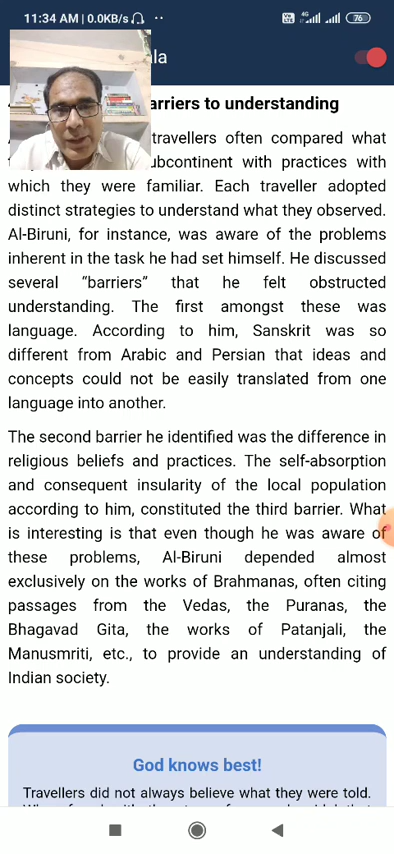 11:34 AM | 0.0KB/s
4G
76
la
arriers to understanding
travellers often compared what
ubcontinent with practices with
which they were familiar. Each traveller adopted
distinct strategies to understand what they observed.
Al-Biruni, for instance, was aware of the problems
inherent in the task he had set himself. He discussed
several “barriers” that he felt obstructed
understanding. The first amongst these was
language. According to him, Sanskrit was so
different from Arabic and Persian that ideas and
concepts could not be easily translated from one
language into another.
The second barrier he identified was the difference in
religious beliefs and practices. The self-absorption
and consequent insularity of the local population
according to him, constituted the third barrier. What
is interesting is that even though he was aware of
these problems, Al-Biruni depended almost
exclusively on the works of Brahmanas, often citing
passages from the Vedas, the Puranas, the
Bhagavad Gita, the works of Patanjali, the
Manusmriti, etc., to provide an understanding of
Indian society.
God knows best!
Travellers did not always believe what they were told.